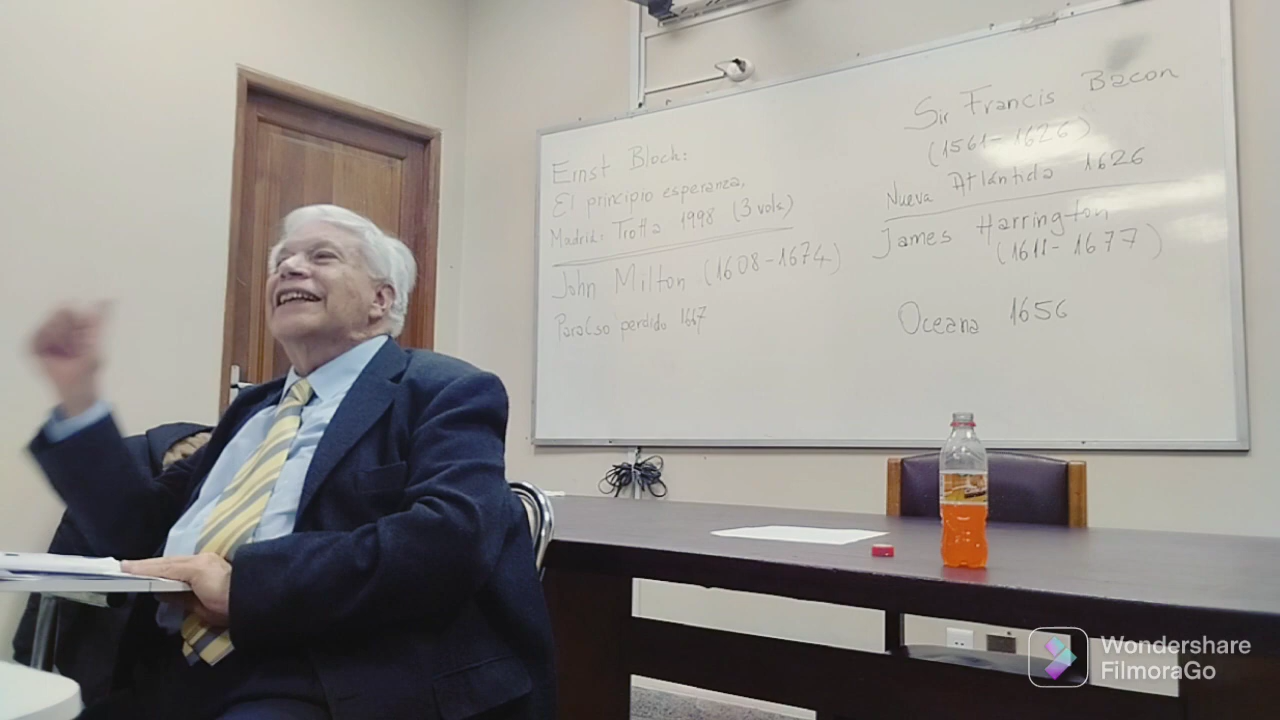 Ernst Bloch:
El principio esperanza,
Madrid: Trotta 1998 (3 vols)
John Milton (1608-1674)
Paraíso perdido 1667
Sir Francis Bacon
(1561-1626)
Nueva Atlántida 1626
James Harrington
(1611-1677)
Oceana 1656
Wondershare
FilmoraGo